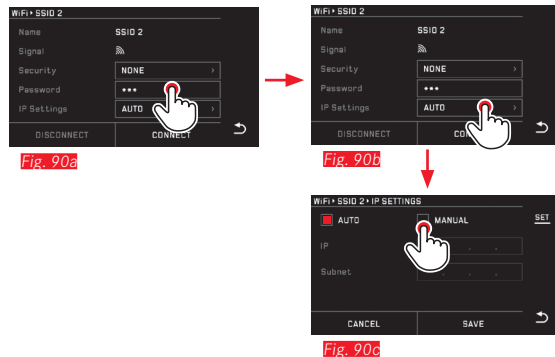 WiFi▸SSID 2
Name SSID 2
Signal
Security NONE ›
Password •••
IP Settings AUTO ›
DISCONNECT CONNECT
Fig. 90a
WiFi▸SSID 2
Name SSID 2
Signal
Security NONE ›
Password •••
IP Settings AUTO ›
DISCONNECT CON
Fig. 90b
WiFi▸SSID 2▸IP SETTINGS
AUTO MANUAL SET
IP . .
Subnet . . .
CANCEL SAVE
Fig. 90c